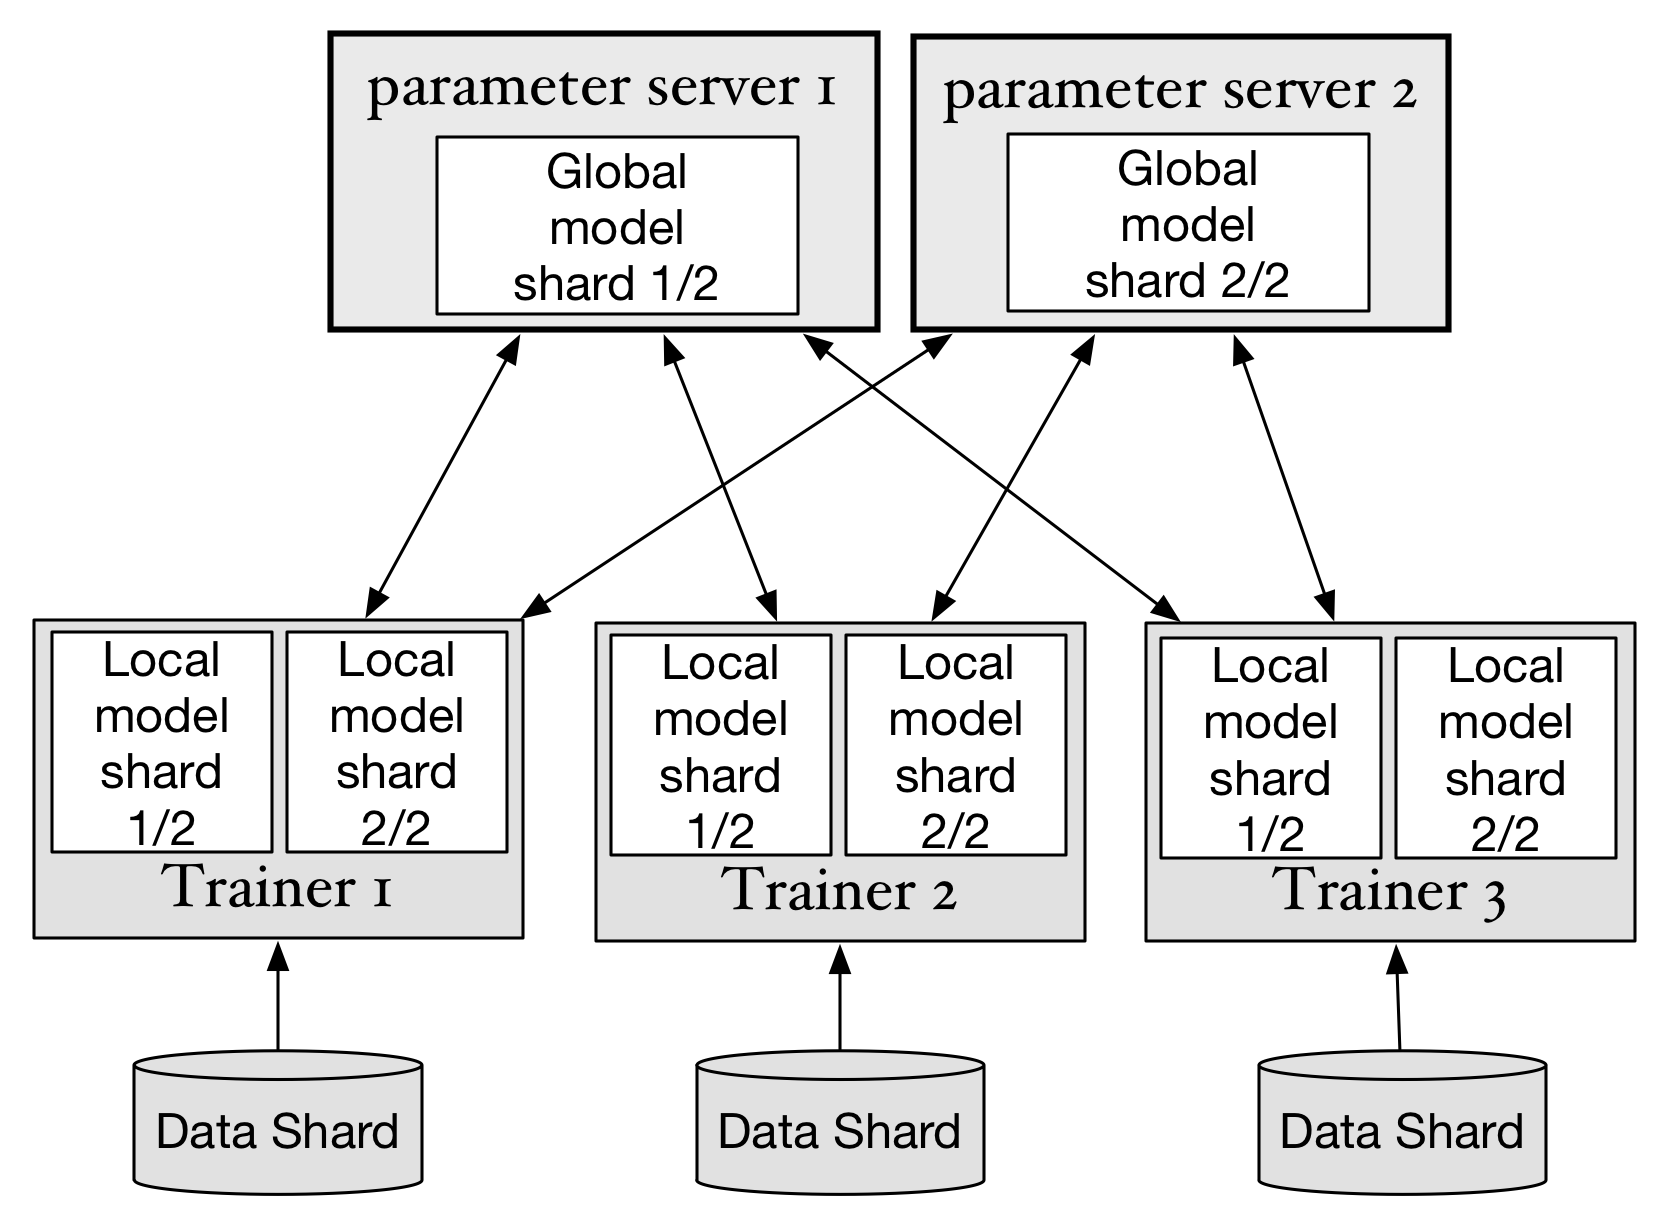 parameter server 1
Global
model
shard 1/2
parameter server 2
Global
model
shard 2/2
Local
model
shard
1/2
Local
model
shard
2/2
Trainer 1
Local
model
shard
1/2
Local
model
shard
2/2
Trainer 2
Local
model
shard
1/2
Local
model
shard
2/2
Trainer 3
Data Shard
Data Shard
Data Shard